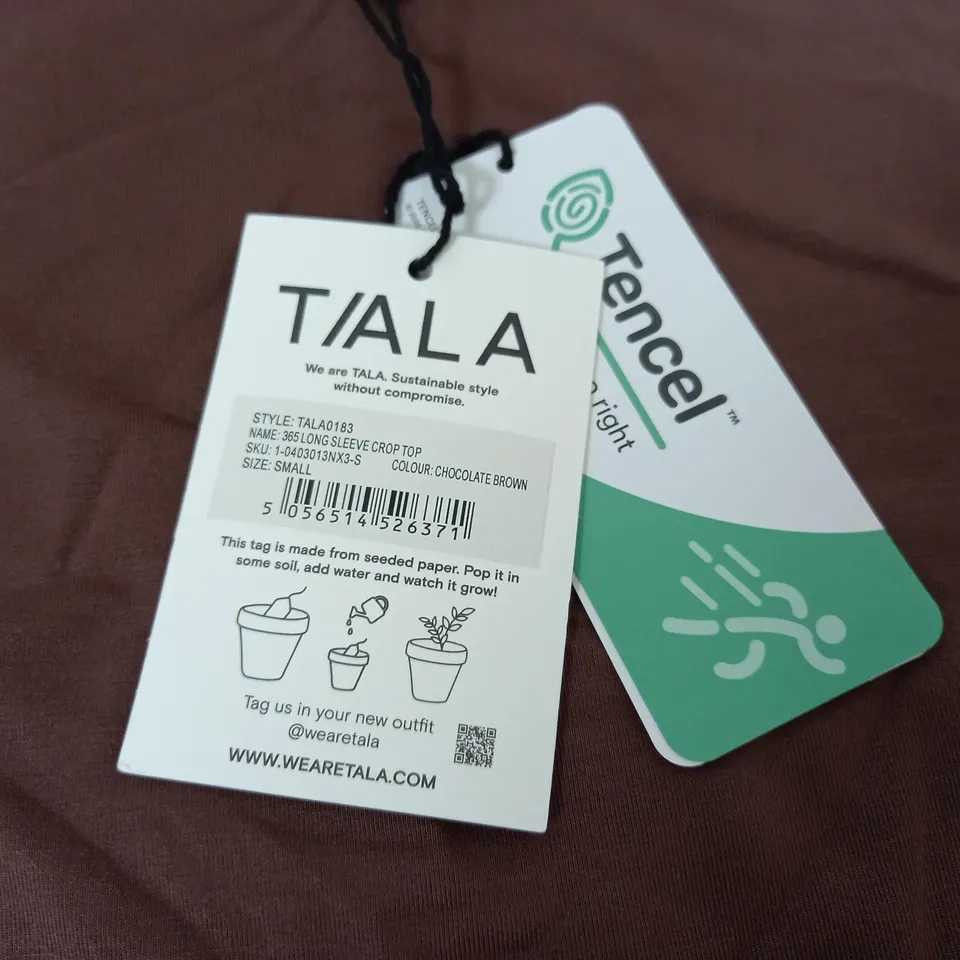 TALA
We are TALA. Sustainable style
without compromise.
STYLE: TALA0183
NAME: 365 LONG SLEEVE CROP TOP
SKU: 1-0403013NX3-S COLOUR: CHOCOLATE BROWN
SIZE: SMALL
5 056514 526371
This tag is made from seeded paper. Pop it in
some soil, add water and watch it grow!
Tag us in your new outfit
@wearetala
WWW.WEARETALA.COM
Tencel™
right